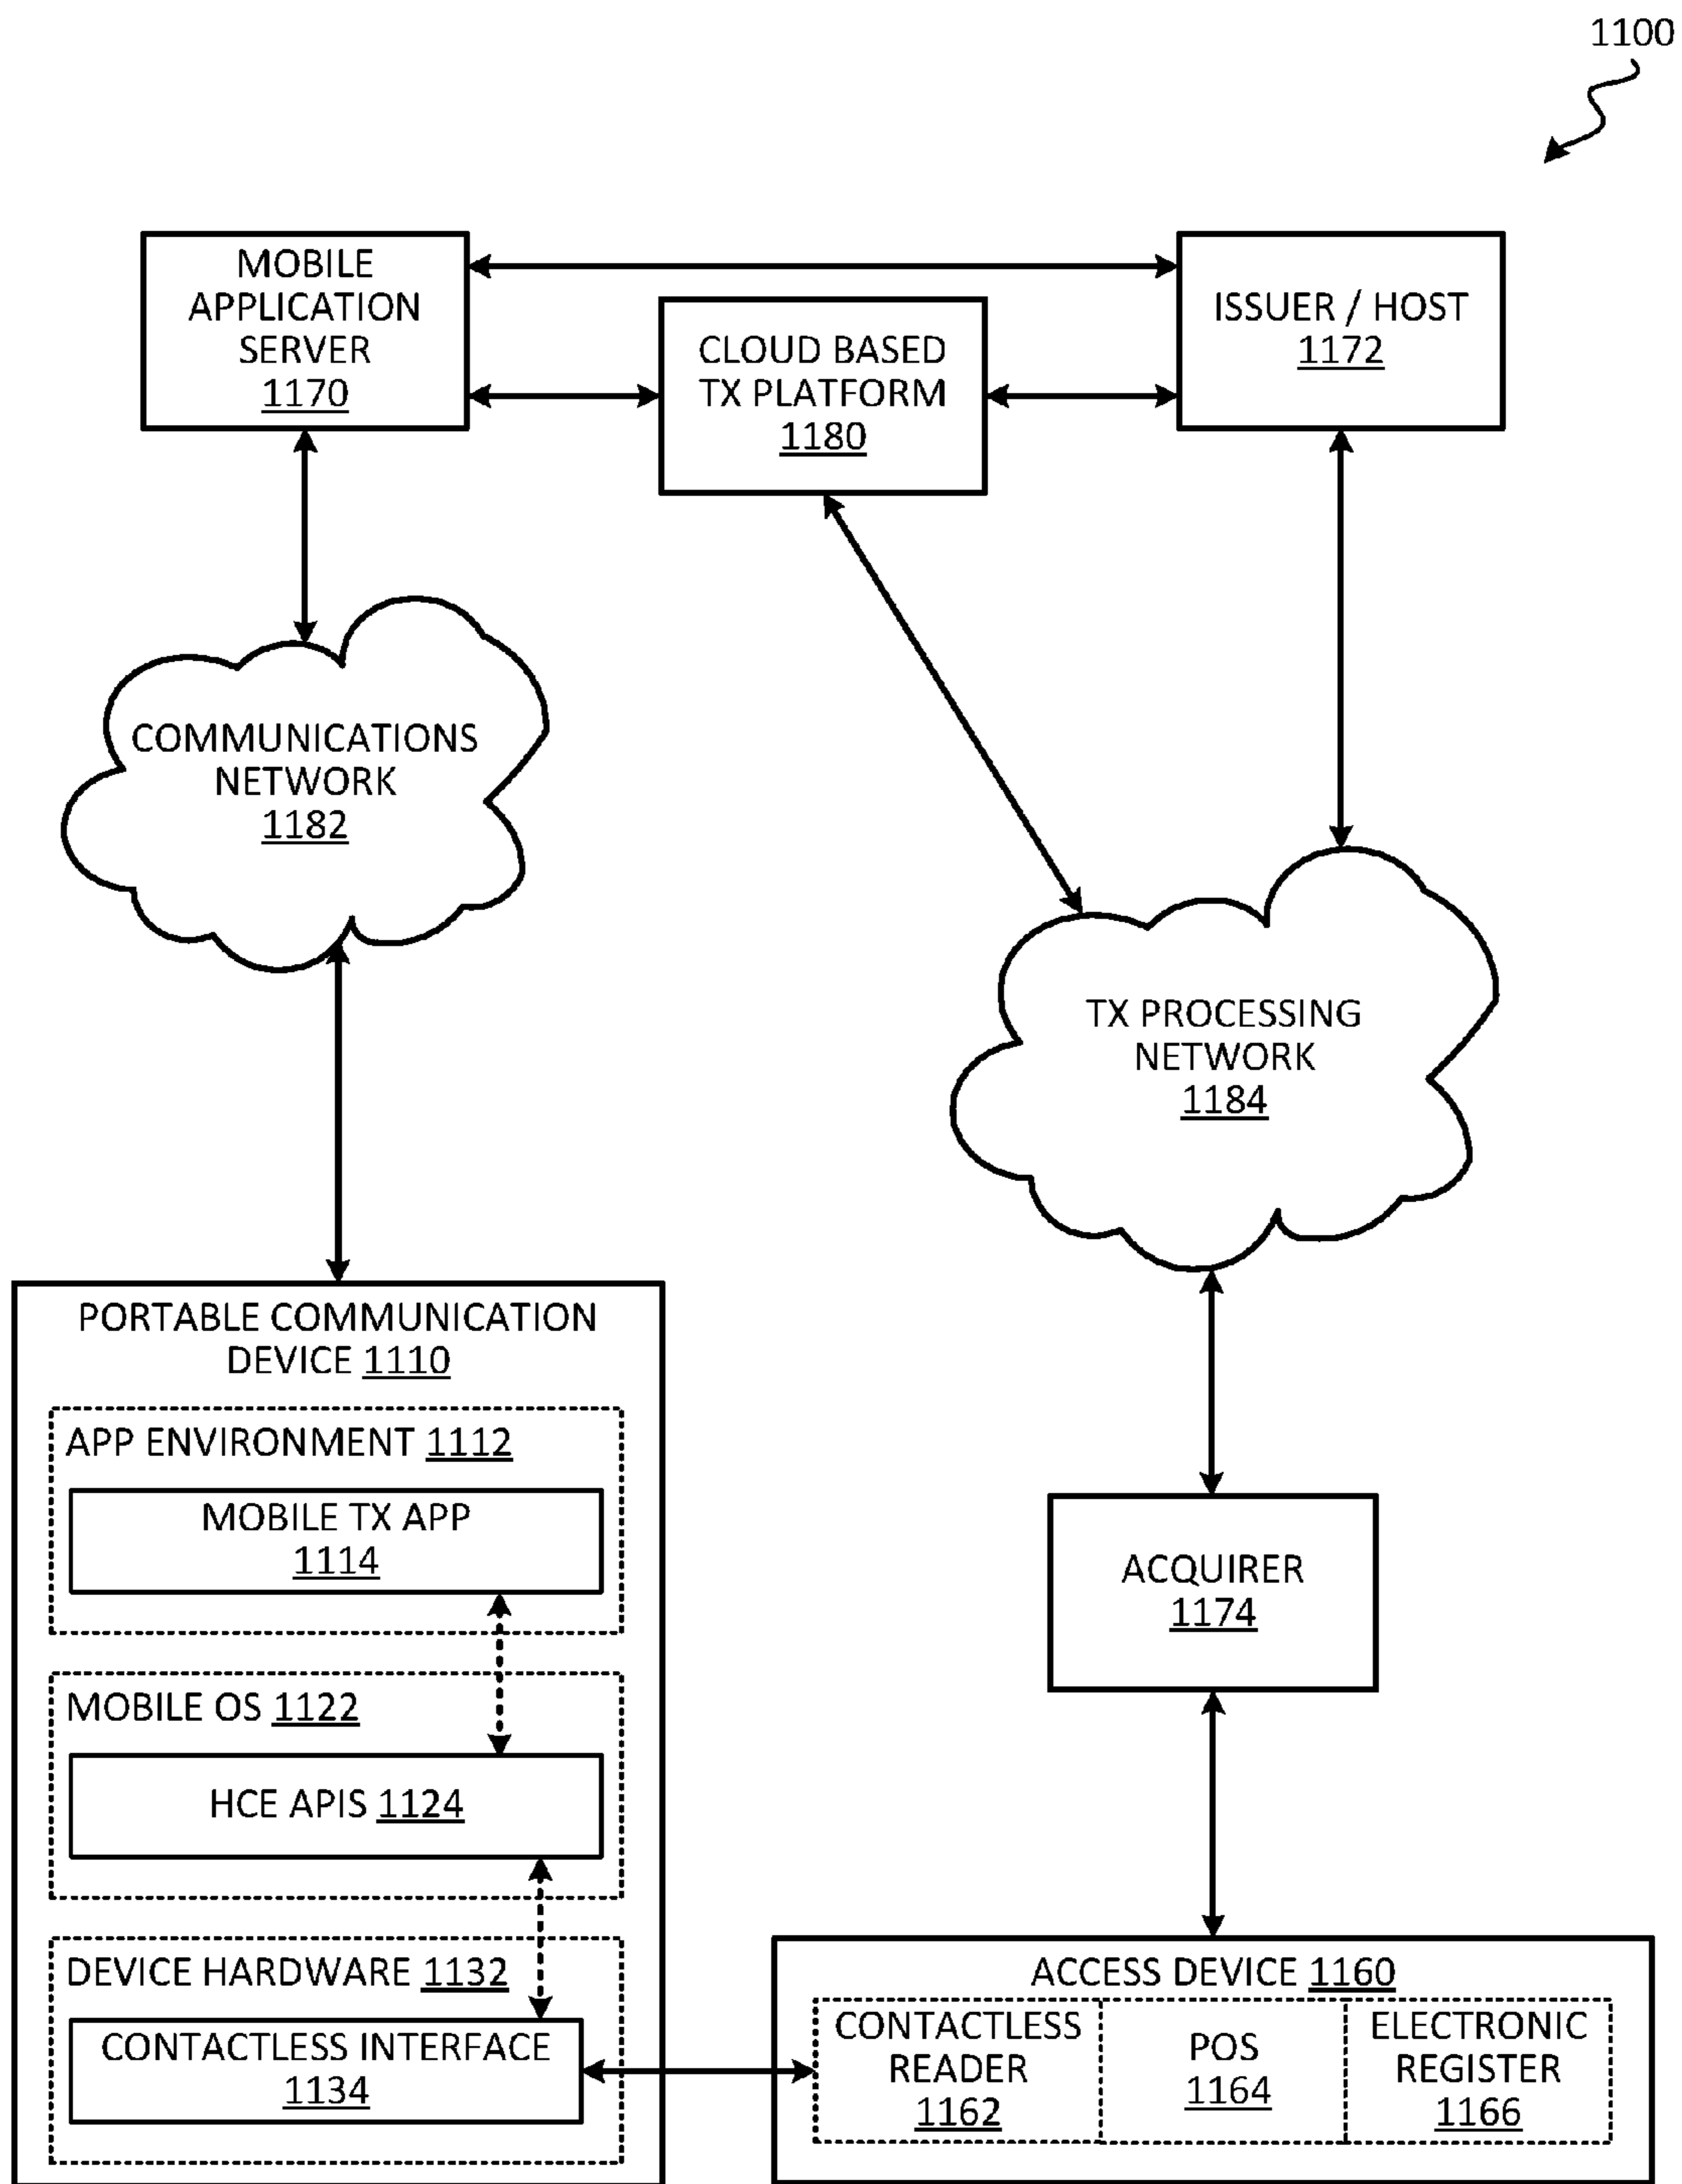 1100
MOBILE
APPLICATION
SERVER
1170
ISSUER / HOST
1172
CLOUD BASED
TX PLATFORM
1180
COMMUNICATIONS
NETWORK
1182
TX PROCESSING
NETWORK
1184
PORTABLE COMMUNICATION
DEVICE 1110
APP ENVIRONMENT 1112
MOBILE TX APP
1114
MOBILE OS 1122
HCE APIS 1124
DEVICE HARDWARE 1132
CONTACTLESS INTERFACE
1134
ACQUIRER
1174
ACCESS DEVICE 1160
CONTACTLESS
READER
1162
POS
1164
ELECTRONIC
REGISTER
1166